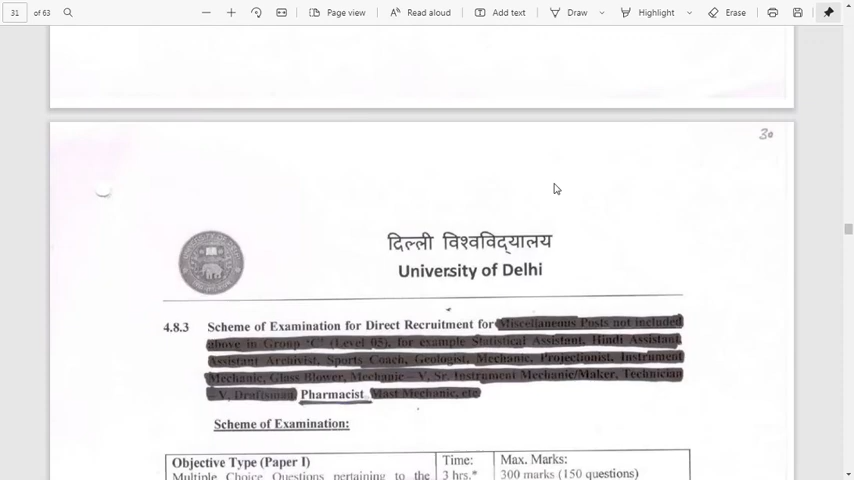 31 of 63 Page view Read aloud Add text Draw Highlight Erase
30
दिल्ली विश्वविद्यालय
University of Delhi
4.8.3 Scheme of Examination for Direct Recruitment for Miscellaneous Posts not included
above in Group 'C' (Level 05), for example Statistical Assistant, Hindi Assistant
Assistant Archivist, Sports Coach, Geologist, Mechanic, Projectionist, Instrument
Mechanic, Glass Blower, Mechanic – V, Sr. Instrument Mechanic/Maker, Technician
– V, Draftsman Pharmacist Mast Mechanic, etc
Scheme of Examination:
Objective Type (Paper I) Time: Max. Marks:
Multiple Choice Questions pertaining to the 3 hrs.* 300 marks (150 questions)